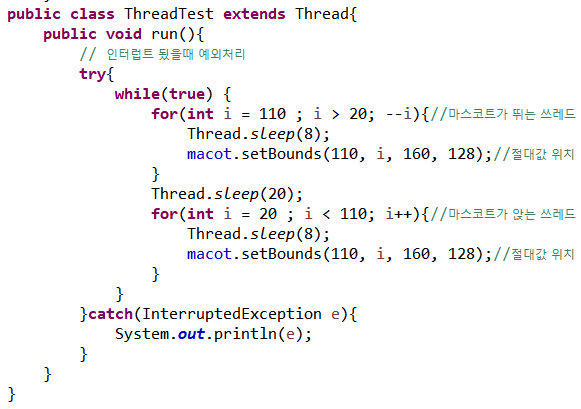 public class ThreadTest extends Thread{
    public void run(){
        // 인터럽트 됬을때 예외처리
        try{
            while(true) {
                for(int i = 110 ; i > 20; --i){//마스코트가 뛰는 쓰레드
                    Thread.sleep(8);
                    macot.setBounds(110, i, 160, 128);//절대값 위치
                }
                Thread.sleep(20);
                for(int i = 20 ; i < 110; i++){//마스코트가 앉는 쓰레드
                    Thread.sleep(8);
                    macot.setBounds(110, i, 160, 128);//절대값 위치
                }
            }
        }catch(InterruptedException e){
            System.out.println(e);
        }
    }
}